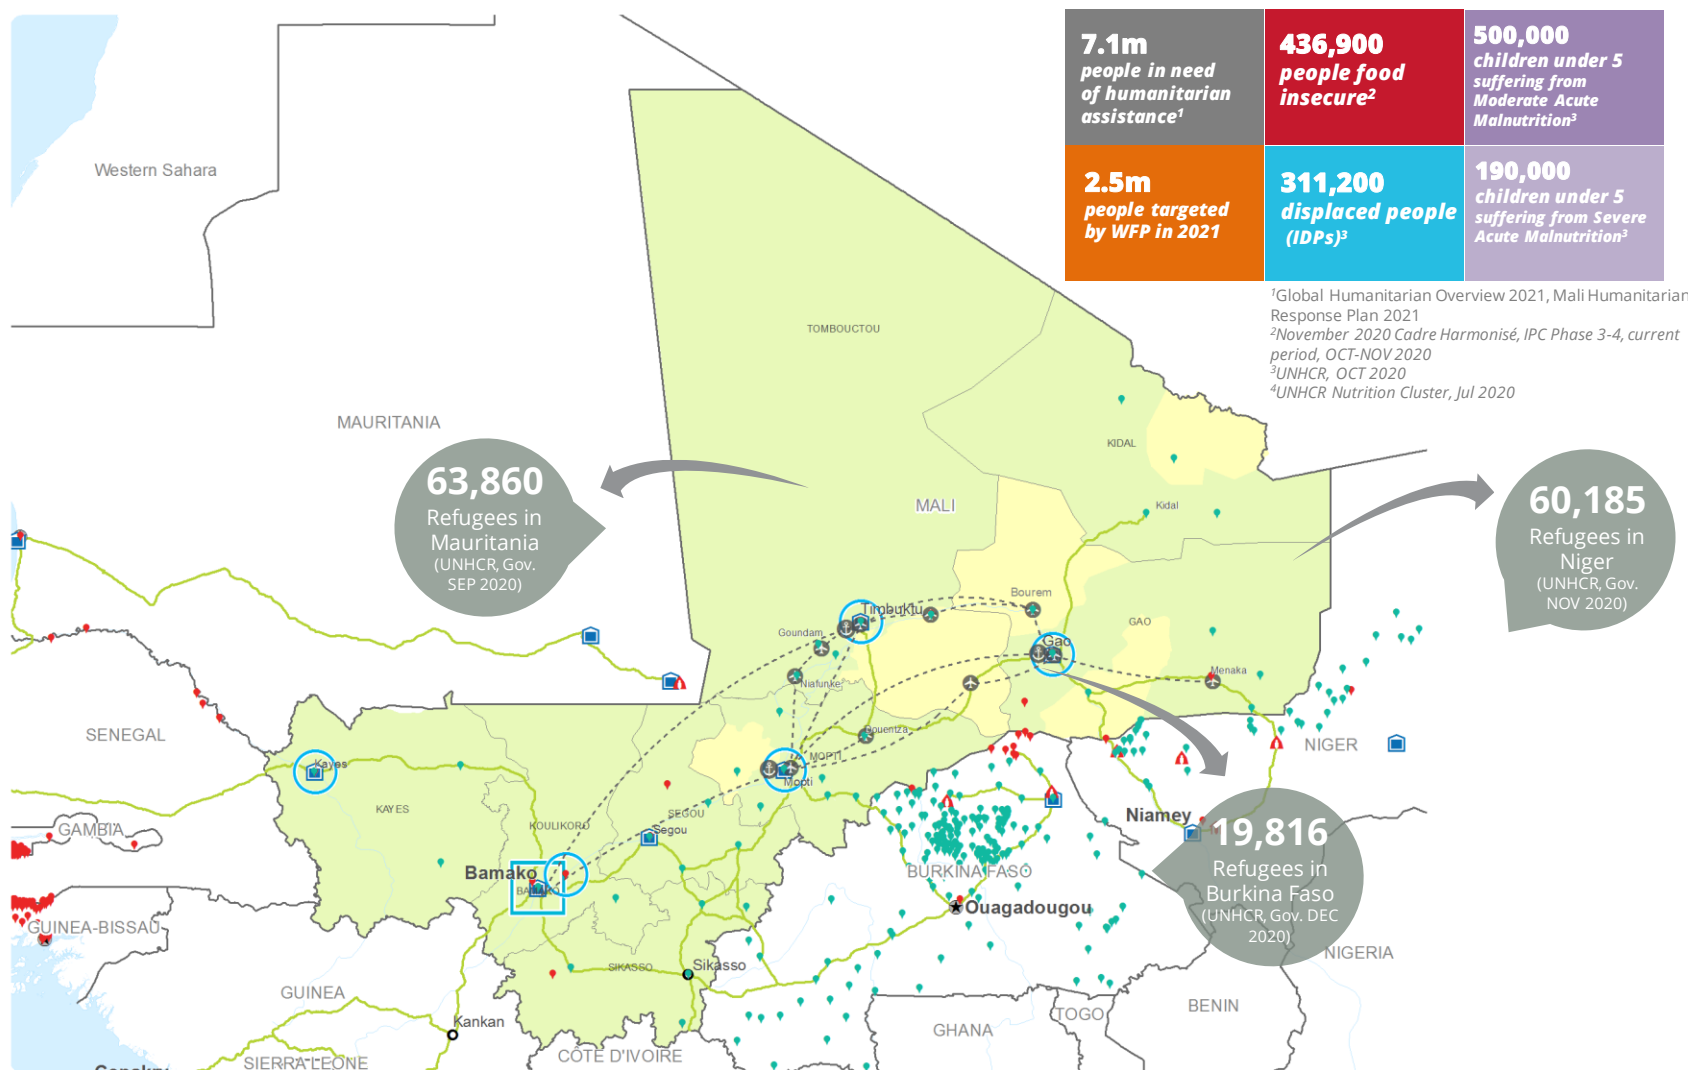 7.1m
people in need
of humanitarian
assistance1
436,900
people food
insecure2
500,000
children under 5
suffering from
Moderate Acute
Malnutrition3
2.5m
people targeted
by WFP in 2021
311,200
displaced people
(IDPs)3
190,000
children under 5
suffering from Severe
Acute Malnutrition3
1Global Humanitarian Overview 2021, Mali Humanitarian
Response Plan 2021
2November 2020 Cadre Harmonisé, IPC Phase 3-4, current
period, OCT-NOV 2020
3UNHCR, OCT 2020
4UNHCR Nutrition Cluster, Jul 2020
Western Sahara
TOMBOUCTOU
MAURITANIA
KIDAL
63,860
Refugees in
Mauritania
(UNHCR, Gov.
SEP 2020)
MALI
Kidal
60,185
Refugees in
Niger
(UNHCR, Gov.
NOV 2020)
Timbuktu
Bourem
GAO
Goundam
Gao
Menaka
Niafunke
SENEGAL
Douentza
NIGER
MOPTI
Mopti
Kayes
KAYES
KOULIKORO
SEGOU
Segou
Niamey
GAMBIA
19,816
Refugees in
Burkina Faso
(UNHCR, Gov. DEC
2020)
Bamako
BAMAKO
BURKINA FASO
Ouagadougou
GUINEA-BISSAU
NIGERIA
SIKASSO
Sikasso
GUINEA
BENIN
TOGO
Kankan
GHANA
CÔTE D'IVOIRE
SIERRA LEONE